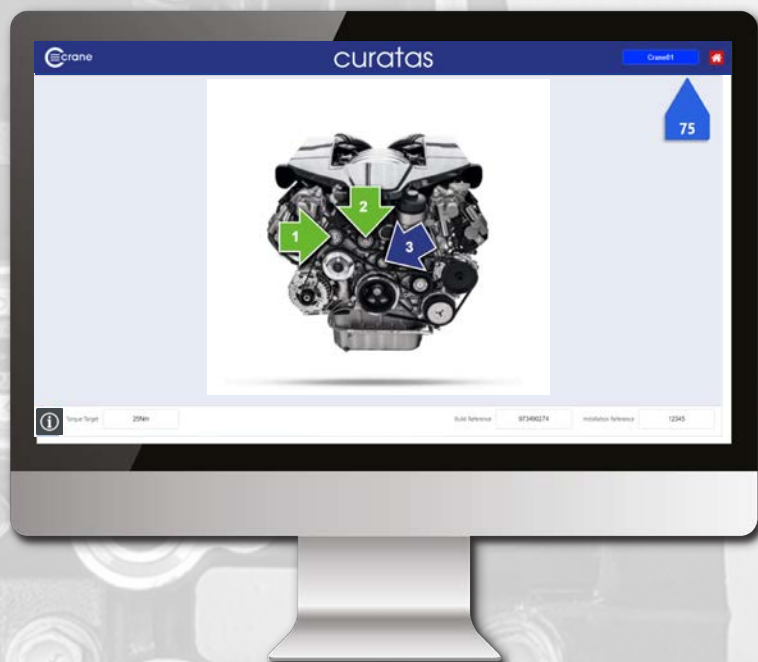 crane
curatas
Crane01
75
2
1
3
Torque Target
25Nm
Build Reference
973490274
Installation Reference
12345